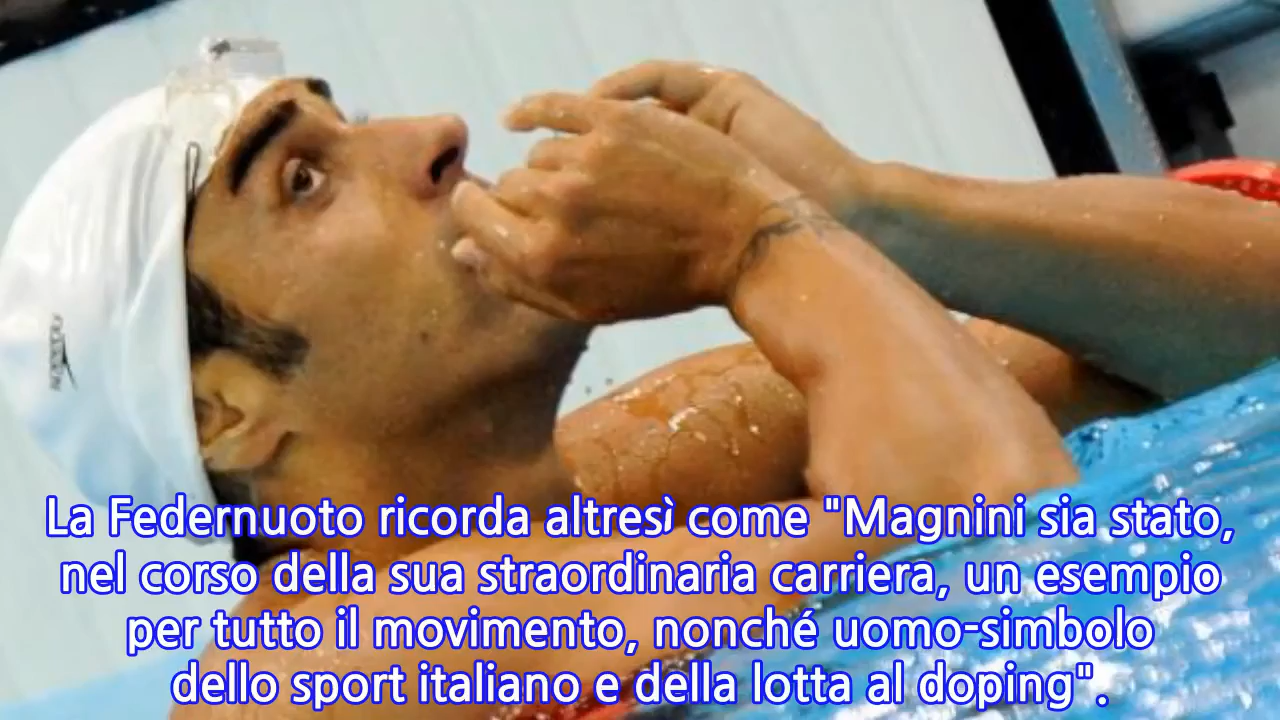 speedo
La Federnuoto ricorda altresì come "Magnini sia stato,
nel corso della sua straordinaria carriera, un esempio
per tutto il movimento, nonché uomo-simbolo
dello sport italiano e della lotta al doping".